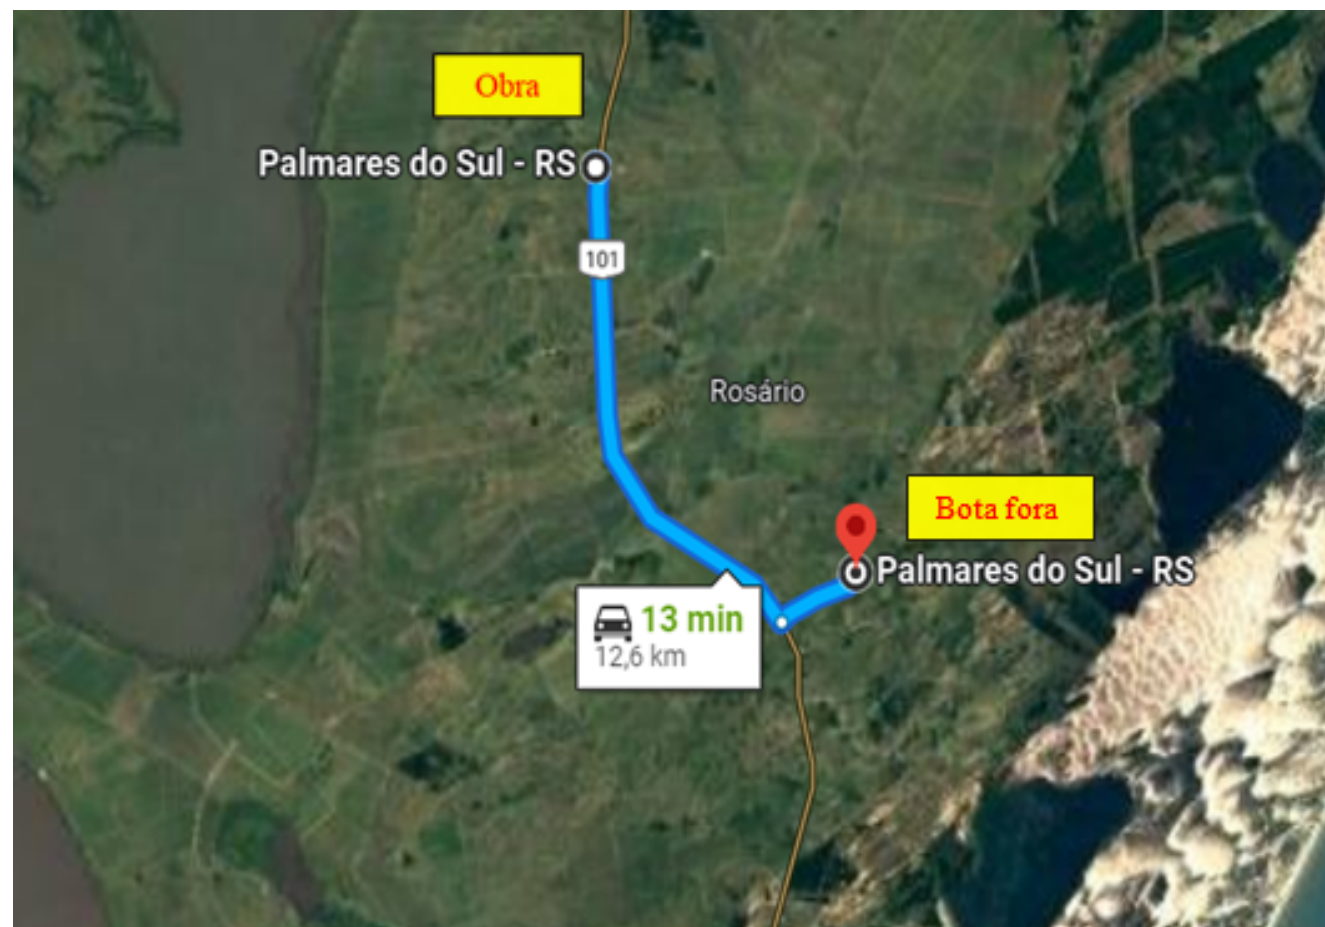 Obra
Palmares do Sul - RS
101
Rosário
Bota fora
Palmares do Sul - RS
13 min
12,6 km